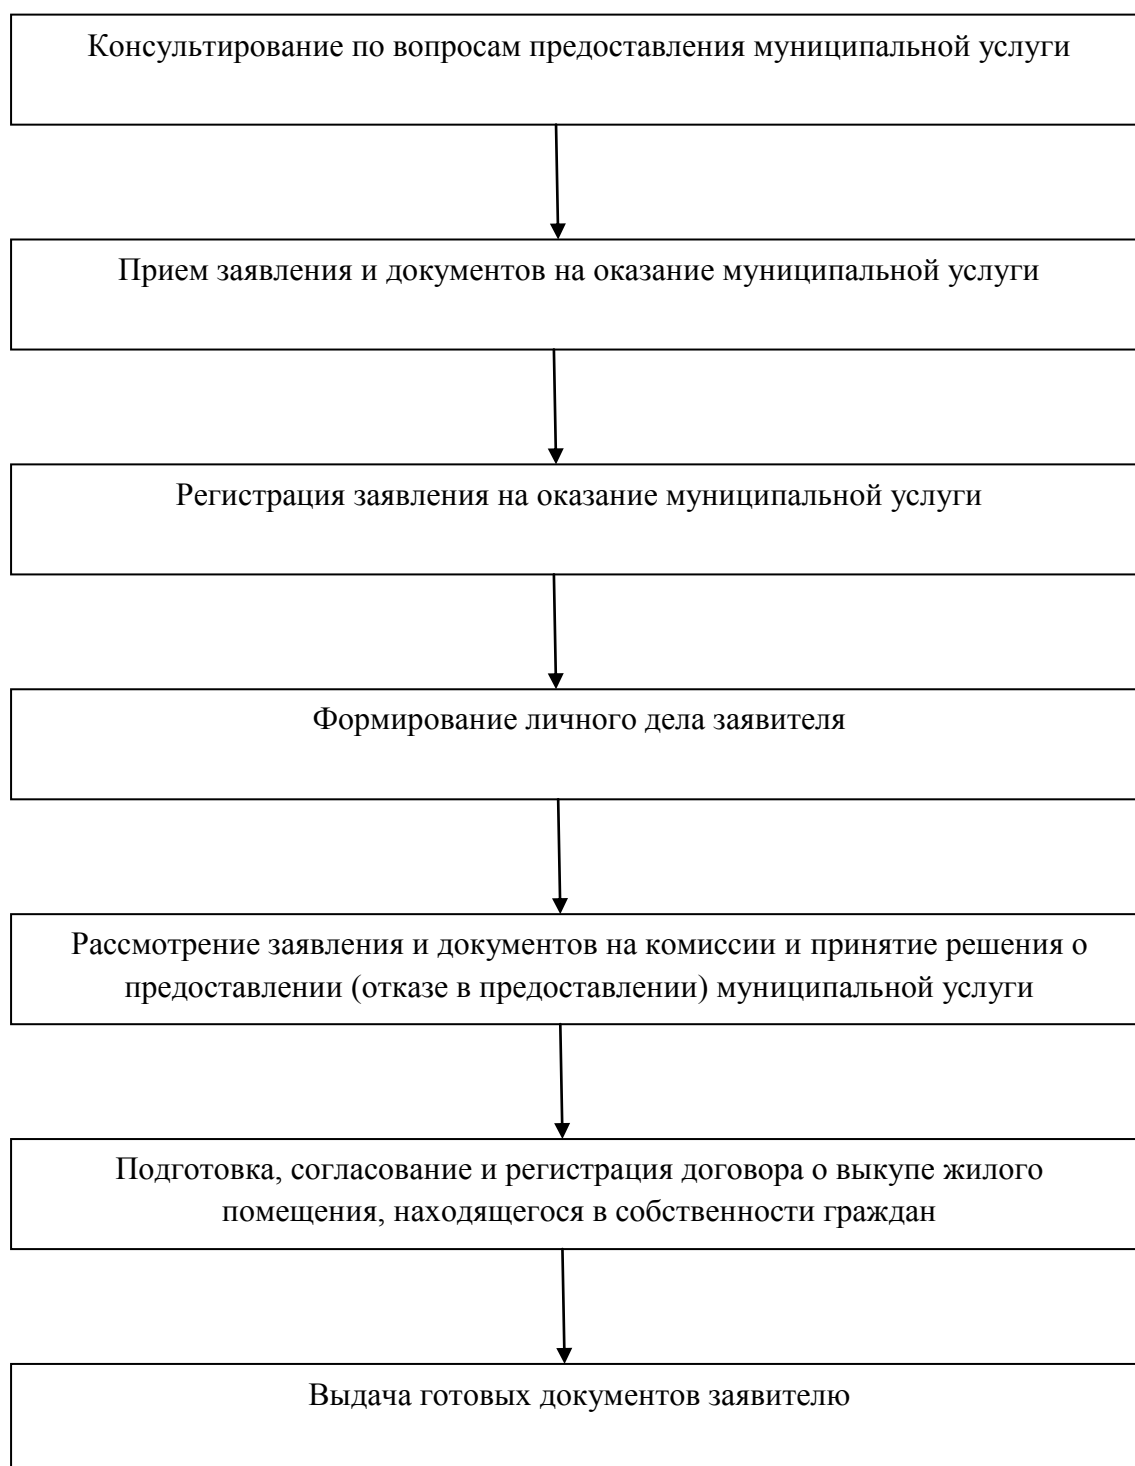 Консультирование по вопросам предоставления муниципальной услуги
Прием заявления и документов на оказание муниципальной услуги
Регистрация заявления на оказание муниципальной услуги
Формирование личного дела заявителя
Рассмотрение заявления и документов на комиссии и принятие решения о
предоставлении (отказе в предоставлении) муниципальной услуги
Подготовка, согласование и регистрация договора о выкупе жилого
помещения, находящегося в собственности граждан
Выдача готовых документов заявителю